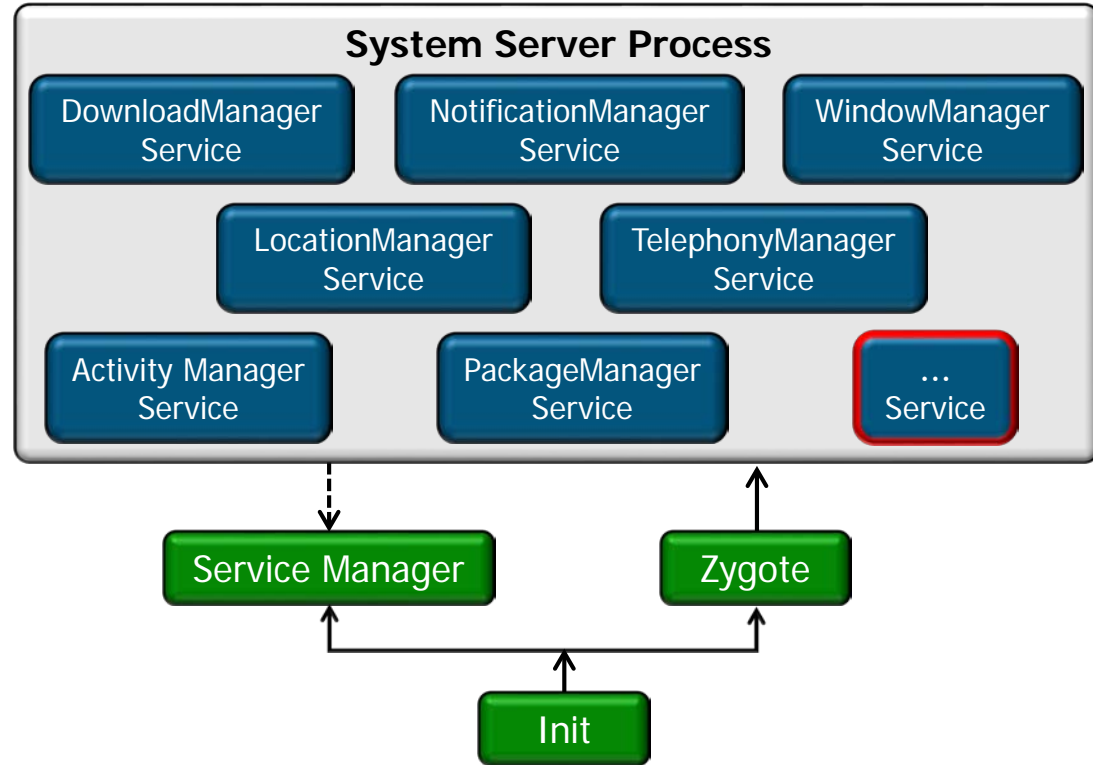 System Server Process
DownloadManager
Service
NotificationManager
Service
WindowManager
Service
LocationManager
Service
TelephonyManager
Service
Activity Manager
Service
PackageManager
Service
...
Service
Service Manager
Zygote
Init